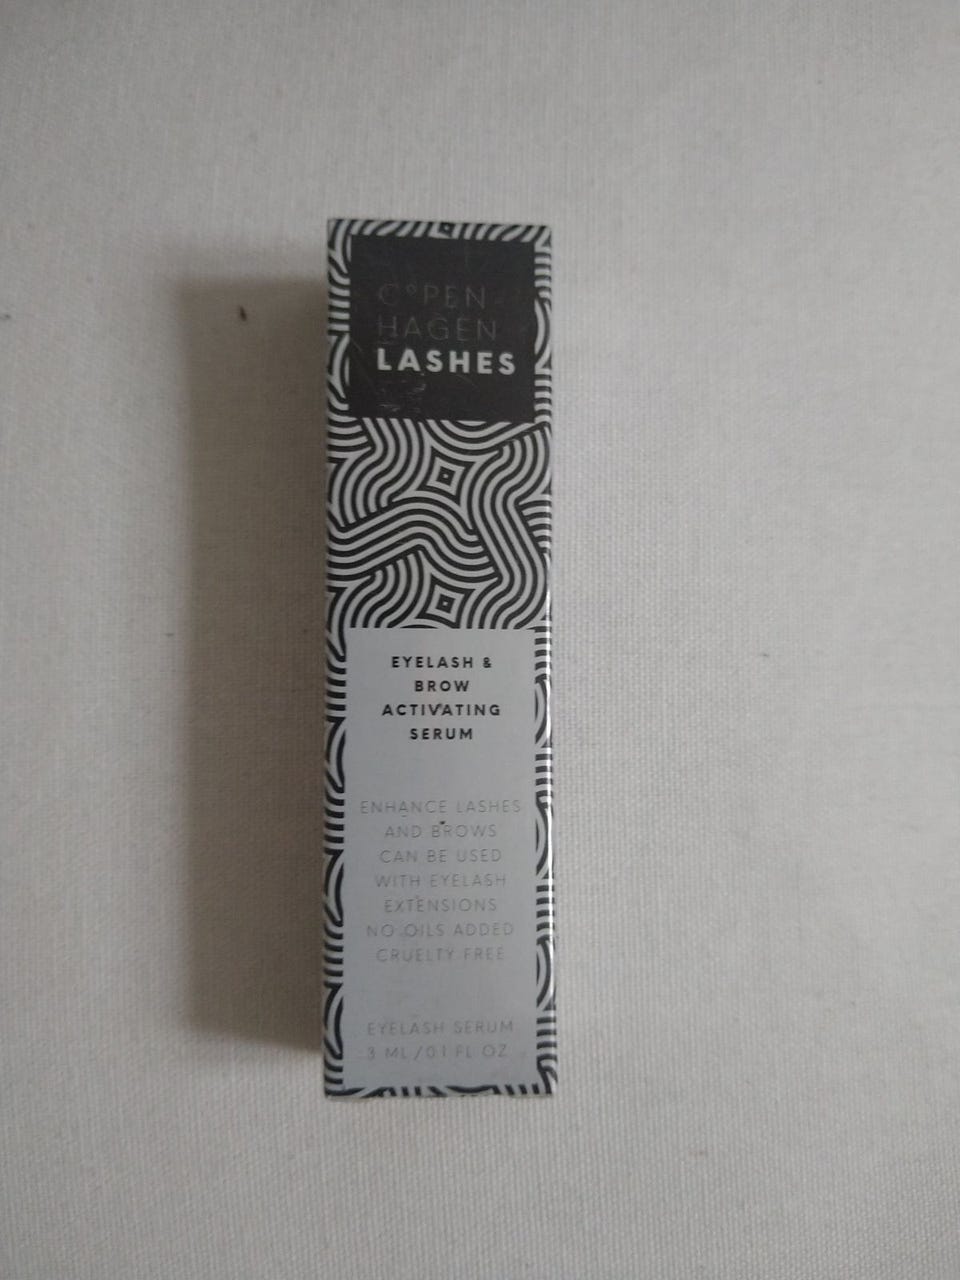 C°PEN-
HAGEN
LASHES
EYELASH &
BROW
ACTIVATING
SERUM
ENHANCE LASHES
AND BROWS
CAN BE USED
WITH EYELASH
EXTENSIONS
NO OILS ADDED
CRUELTY FREE
EYELASH SERUM
3 ML / 0.1 FL OZ